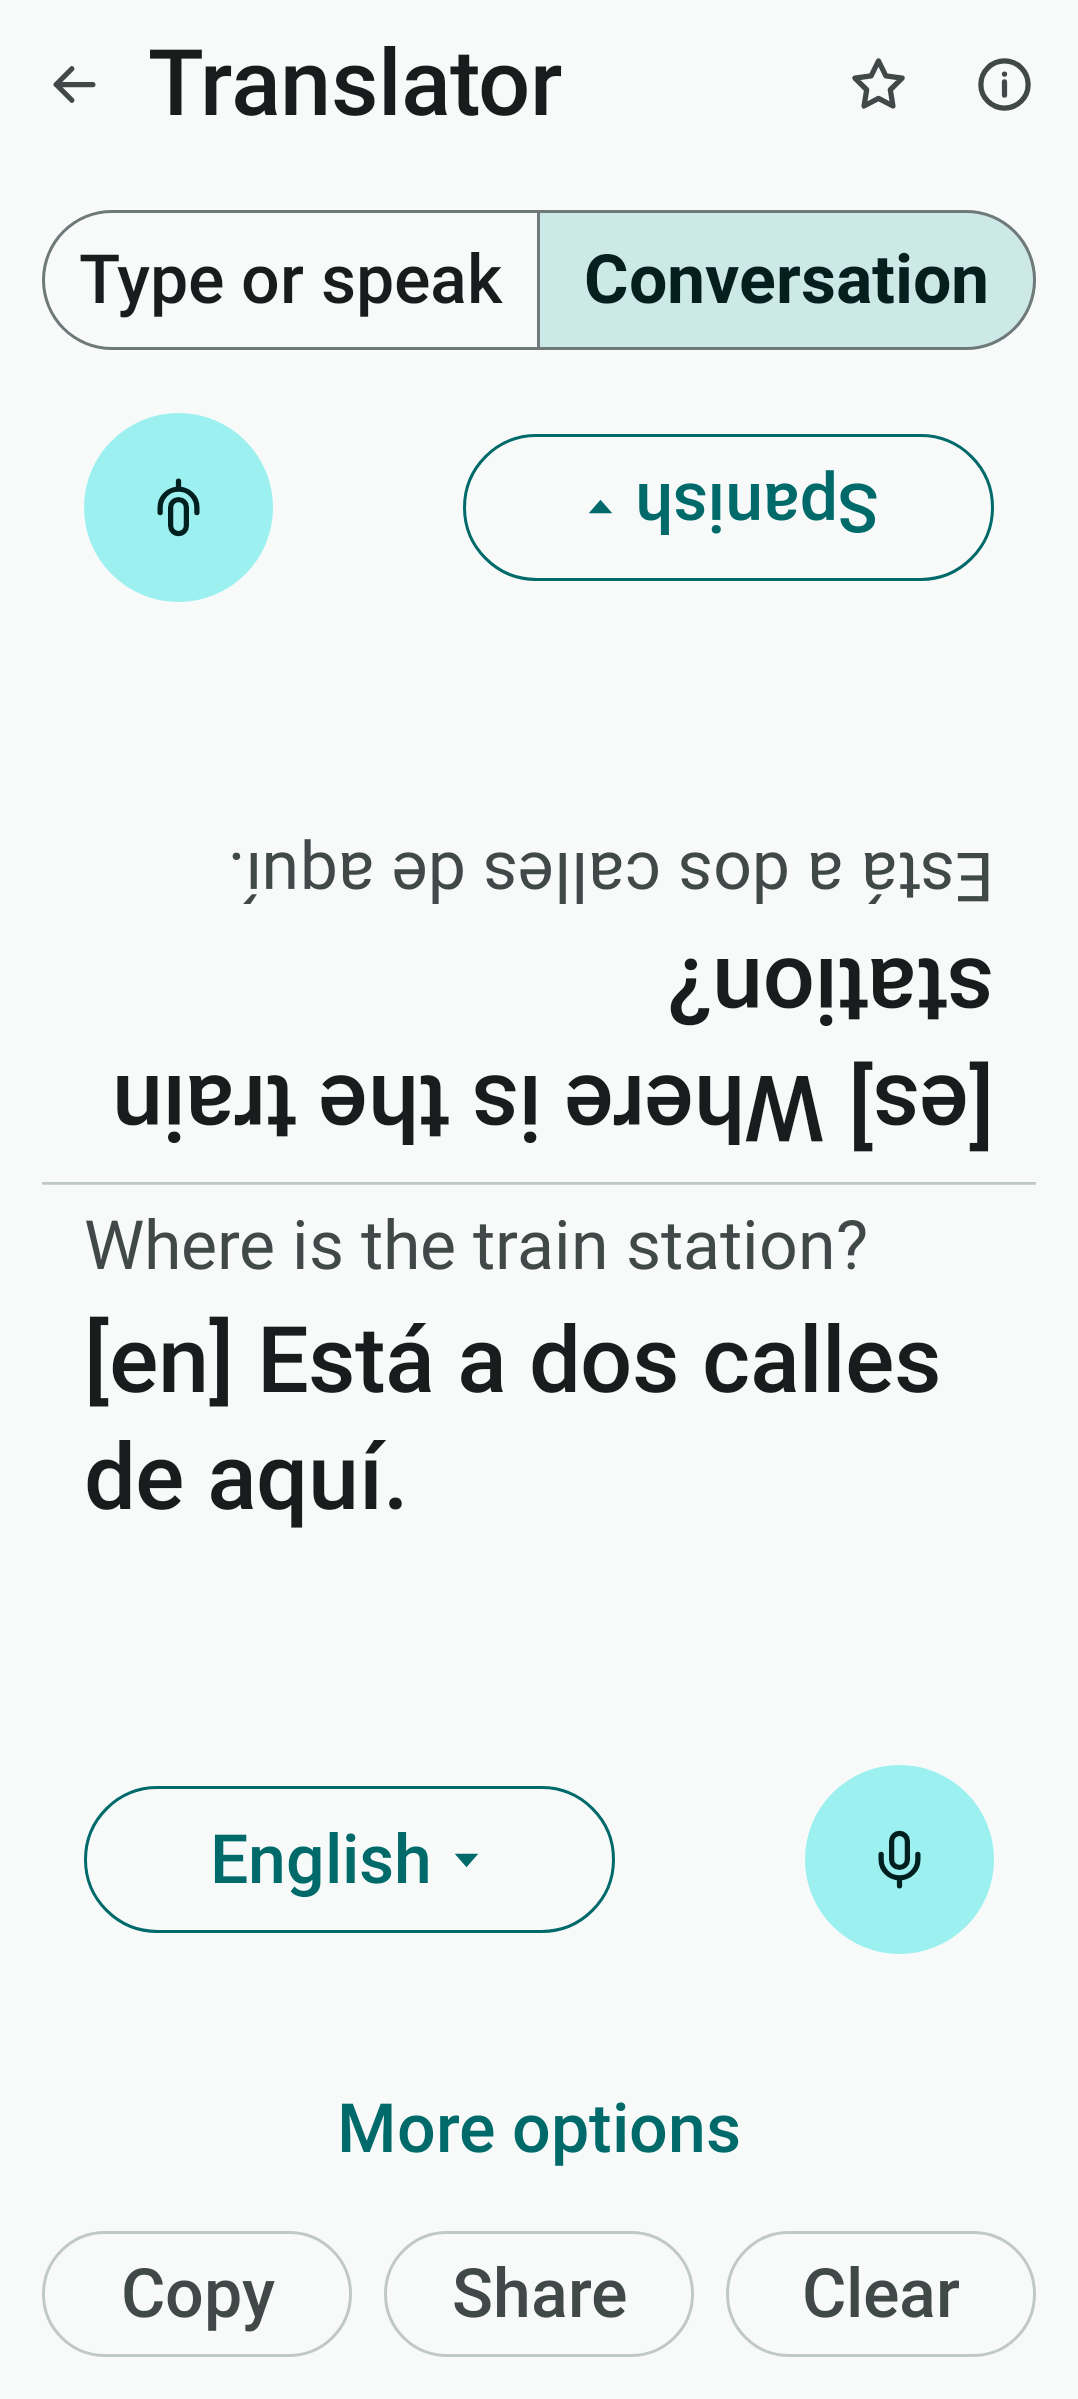 Translator
Type or speak
Conversation
Spanish
[es] Where is the train
station?
Está a dos calles de aquí.
Where is the train station?
[en] Está a dos calles
de aquí.
English
More options
Copy
Share
Clear